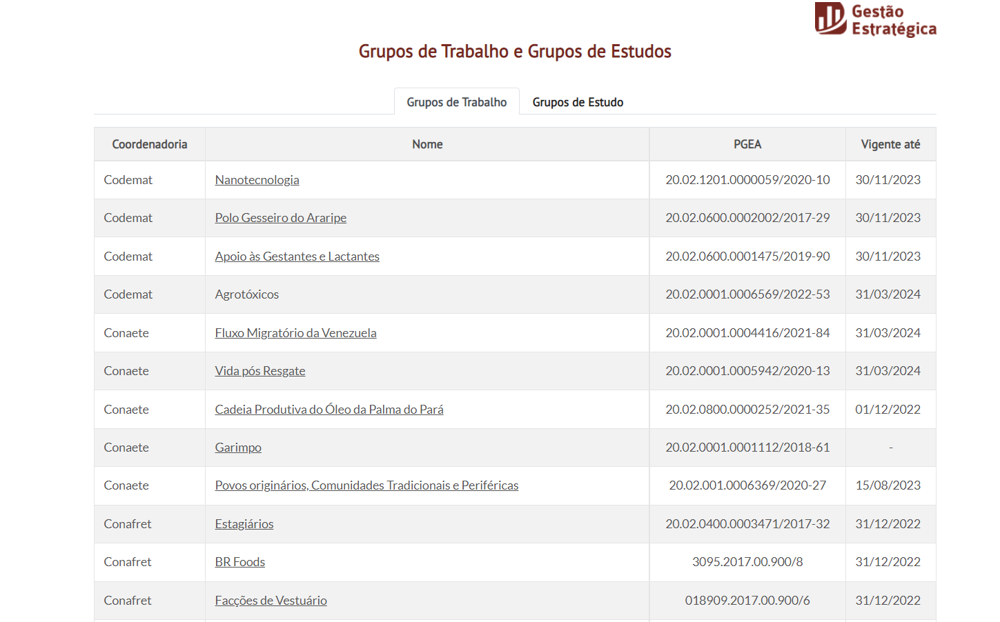 Gestão
Estratégica
Grupos de Trabalho e Grupos de Estudos
Grupos de Trabalho Grupos de Estudo
Coordenadoria Nome PGEA Vigente até
Codemat Nanotecnologia 20.02.1201.0000059/2020-10 30/11/2023
Codemat Polo Gesseiro do Araripe 20.02.0600.0002002/2017-29 30/11/2023
Codemat Apoio às Gestantes e Lactantes 20.02.0600.0001475/2019-90 30/11/2023
Codemat Agrotóxicos 20.02.0001.0006569/2022-53 31/03/2024
Conaete Fluxo Migratório da Venezuela 20.02.0001.0004416/2021-84 31/03/2024
Conaete Vida pós Resgate 20.02.0001.0005942/2020-13 31/03/2024
Conaete Cadeia Produtiva do Óleo da Palma do Pará 20.02.0800.0000252/2021-35 01/12/2022
Conaete Garimpo 20.02.0001.0001112/2018-61 -
Conaete Povos originários, Comunidades Tradicionais e Periféricas 20.02.001.0006369/2020-27 15/08/2023
Conafret Estagiários 20.02.0400.0003471/2017-32 31/12/2022
Conafret BR Foods 3095.2017.00.900/8 31/12/2022
Conafret Facções de Vestuário 018909.2017.00.900/6 31/12/2022